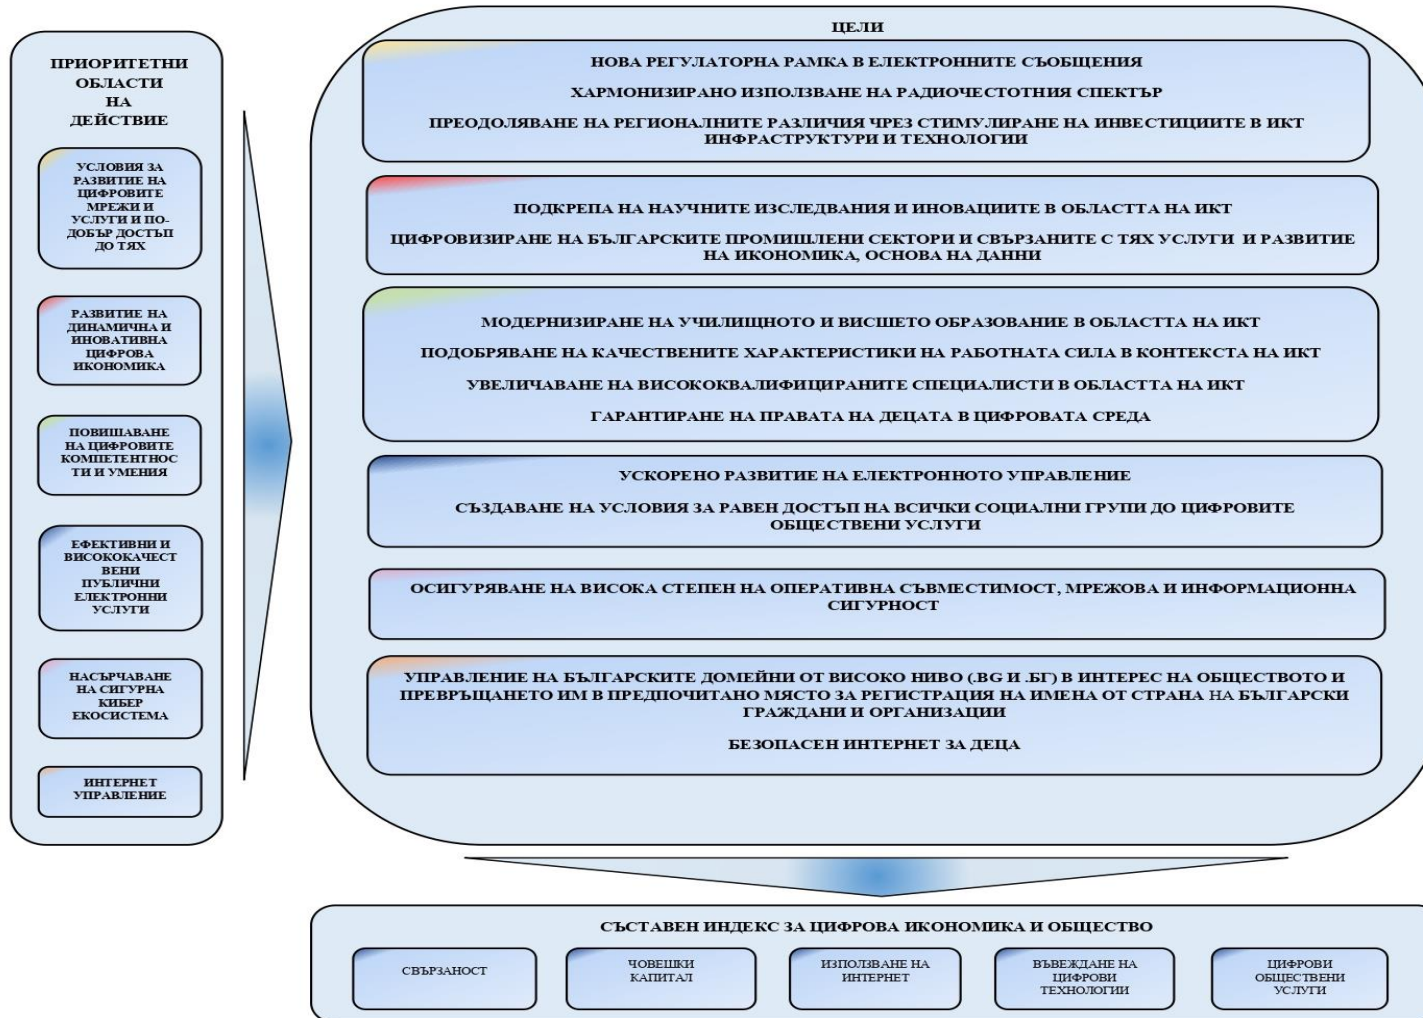 ПРИОРИТЕТНИ
ОБЛАСТИ
НА
ДЕЙСТВИЕ
УСЛОВИЯ ЗА
РАЗВИТИЕ НА
ЦИФРОВИТЕ
МРЕЖИ И
УСЛУГИ И ПО-
ДОБЪР ДОСТЪП
ДО ТЯХ
РАЗВИТИЕ НА
ДИНАМИЧНА И
ИНОВАТИВНА
ЦИФРОВА
ИКОНОМИКА
ПОВИШАВАНЕ
НА ЦИФРОВИТЕ
КОМПЕТЕНТНОС
ТИ И УМЕНИЯ
ЕФЕКТИВНИ И
ВИСОКОКАЧЕСТ
ВЕНИ
ПУБЛИЧНИ
ЕЛЕКТРОННИ
УСЛУГИ
НАСЪРЧАВАНЕ
НА СИГУРНА
КИБЕР
ЕКОСИСТЕМА
ИНТЕРНЕТ
УПРАВЛЕНИЕ
ЦЕЛИ
НОВА РЕГУЛАТОРНА РАМКА В ЕЛЕКТРОННИТЕ СЪОБЩЕНИЯ
ХАРМОНИЗИРАНО ИЗПОЛЗВАНЕ НА РАДИОЧЕСТОТНИЯ СПЕКТЪР
ПРЕОДОЛЯВАНЕ НА РЕГИОНАЛНИТЕ РАЗЛИЧИЯ ЧРЕЗ СТИМУЛИРАНЕ НА ИНВЕСТИЦИИТЕ В ИКТ
ИНФРАСТРУКТУРИ И ТЕХНОЛОГИИ
ПОДКРЕПА НА НАУЧНИТЕ ИЗСЛЕДВАНИЯ И ИНОВАЦИИТЕ В ОБЛАСТТА НА ИКТ
ЦИФРОВИЗИРАНЕ НА БЪЛГАРСКИТЕ ПРОМИШЛЕНИ СЕКТОРИ И СВЪРЗАНИТЕ С ТЯХ УСЛУГИ И РАЗВИТИЕ
НА ИКОНОМИКА, ОСНОВА НА ДАННИ
МОДЕРНИЗИРАНЕ НА УЧИЛИЩНОТО И ВИСШЕТО ОБРАЗОВАНИЕ В ОБЛАСТТА НА ИКТ
ПОДОБРЯВАНЕ НА КАЧЕСТВЕНИТЕ ХАРАКТЕРИСТИКИ НА РАБОТНАТА СИЛА В КОНТЕКСТА НА ИКТ
УВЕЛИЧАВАНЕ НА ВИСОКОКВАЛИФИЦИРАНИТЕ СПЕЦИАЛИСТИ В ОБЛАСТТА НА ИКТ
ГАРАНТИРАНЕ НА ПРАВАТА НА ДЕЦАТА В ЦИФРОВАТА СРЕДА
УСКОРЕНО РАЗВИТИЕ НА ЕЛЕКТРОННОТО УПРАВЛЕНИЕ
СЪЗДАВАНЕ НА УСЛОВИЯ ЗА РАВЕН ДОСТЪП НА ВСИЧКИ СОЦИАЛНИ ГРУПИ ДО ЦИФРОВИТЕ
ОБЩЕСТВЕНИ УСЛУГИ
ОСИГУРЯВАНЕ НА ВИСОКА СТЕПЕН НА ОПЕРАТИВНА СЪВМЕСТИМОСТ, МРЕЖОВА И ИНФОРМАЦИОННА
СИГУРНОСТ
УПРАВЛЕНИЕ НА БЪЛГАРСКИТЕ ДОМЕЙНИ ОТ ВИСОКО НИВО (.BG И .БГ) В ИНТЕРЕС НА ОБЩЕСТВОТО И
ПРЕВРЪЩАНЕТО ИМ В ПРЕДПОЧИТАНО МЯСТО ЗА РЕГИСТРАЦИЯ НА ИМЕНА ОТ СТРАНА НА БЪЛГАРСКИ
ГРАЖДАНИ И ОРГАНИЗАЦИИ
БЕЗОПАСЕН ИНТЕРНЕТ ЗА ДЕЦА
СЪСТАВЕН ИНДЕКС ЗА ЦИФРОВА ИКОНОМИКА И ОБЩЕСТВО
СВЪРЗАНОСТ
ЧОВЕШКИ
КАПИТАЛ
ИЗПОЛЗВАНЕ НА
ИНТЕРНЕТ
ВЪВЕЖДАНЕ НА
ЦИФРОВИ
ТЕХНОЛОГИИ
ЦИФРОВИ
ОБЩЕСТВЕНИ
УСЛУГИ